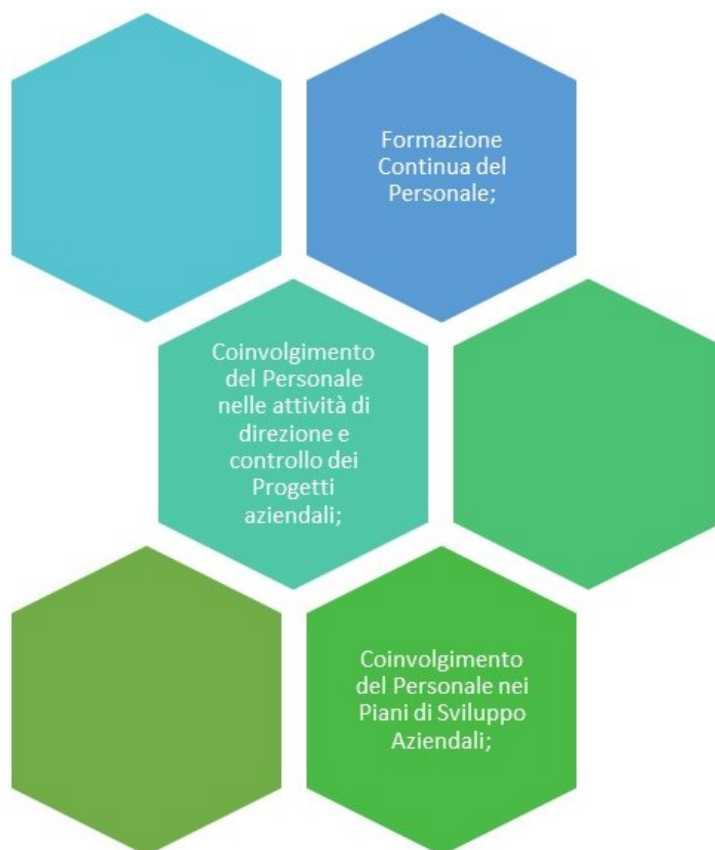 Formazione
Continua del
Personale;
Coinvolgimento
del Personale
nelle attività di
direzione e
controllo dei
Progetti
aziendali;
Coinvolgimento
del Personale nei
Piani di Sviluppo
Aziendali;